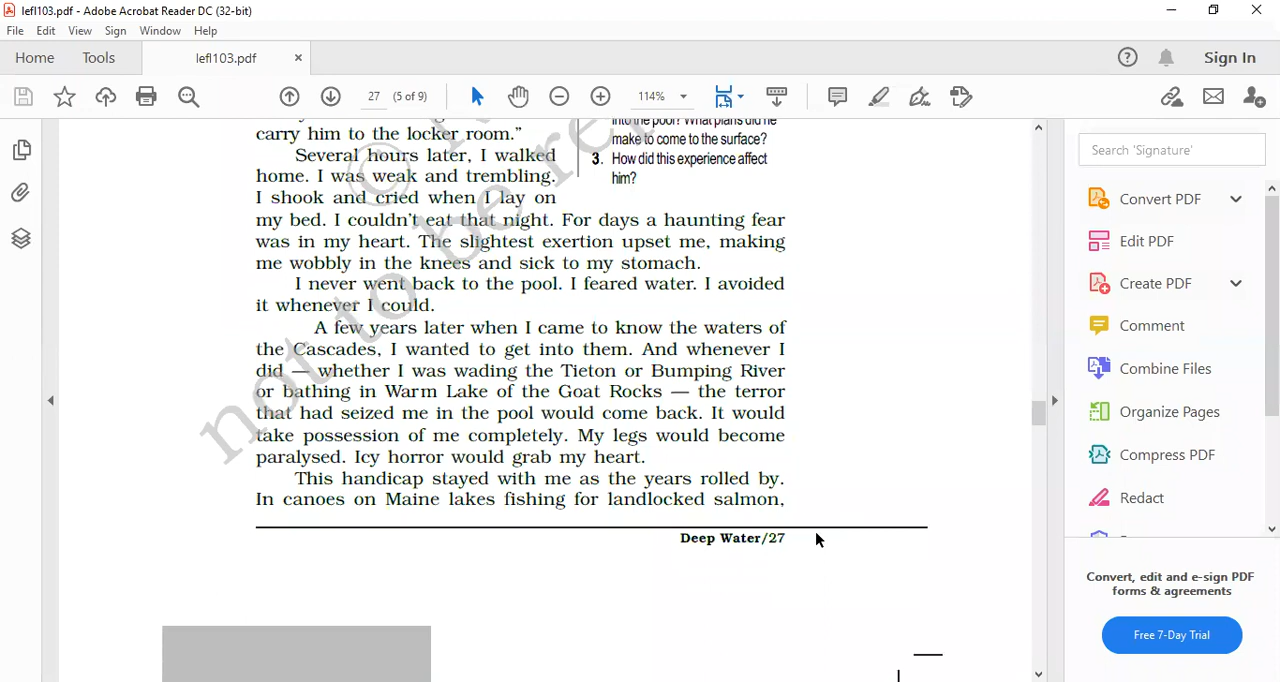 lefl103.pdf - Adobe Acrobat Reader DC (32-bit)
File Edit View Sign Window Help
Home Tools lefl103.pdf × Sign In
27 (5 of 9) 114%
carry him to the locker room."
Several hours later, I walked
home. I was weak and trembling.
I shook and cried when I lay on
my bed. I couldn't eat that night. For days a haunting fear
was in my heart. The slightest exertion upset me, making
me wobbly in the knees and sick to my stomach.
I never went back to the pool. I feared water. I avoided
it whenever I could.
A few years later when I came to know the waters of
the Cascades, I wanted to get into them. And whenever I
did — whether I was wading the Tieton or Bumping River
or bathing in Warm Lake of the Goat Rocks — the terror
that had seized me in the pool would come back. It would
take possession of me completely. My legs would become
paralysed. Icy horror would grab my heart.
This handicap stayed with me as the years rolled by.
In canoes on Maine lakes fishing for landlocked salmon,
Deep Water/27
into the pool? What plans did he
make to come to the surface?
3. How did this experience affect
him?
©
not to be re
Search 'Signature'
Convert PDF
Edit PDF
Create PDF
Comment
Combine Files
Organize Pages
Compress PDF
Redact
Convert, edit and e-sign PDF
forms & agreements
Free 7-Day Trial